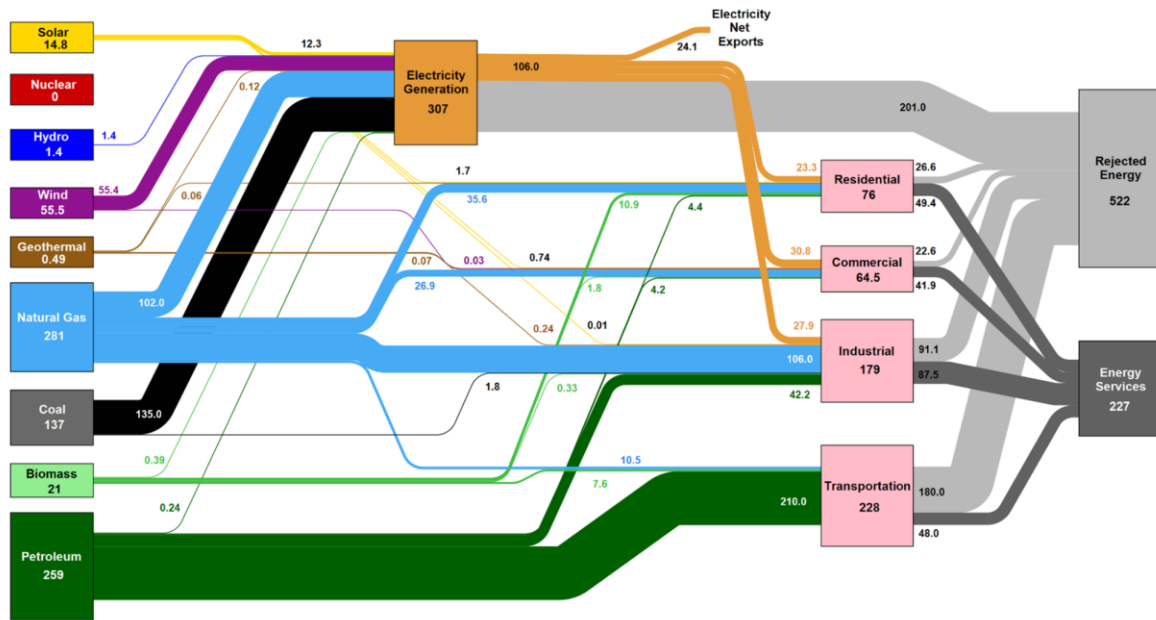 Solar
14.8
Nuclear
0
Hydro
1.4
Wind
55.5
Geothermal
0.49
Natural Gas
281
Coal
137
Biomass
21
Petroleum
259
12.3
0.12
1.4
55.4
0.06
102.0
135.0
0.39
0.24
Electricity
Generation
307
106.0
24.1
Electricity
Net
Exports
201.0
1.7
35.6
10.9
4.4
23.3
0.03
0.07
26.9
0.74
1.8
4.2
30.8
0.24
0.01
27.9
106.0
1.8
0.33
42.2
10.5
7.6
210.0
Residential
76
26.6
49.4
Commercial
64.5
22.6
41.9
Industrial
179
91.1
87.5
Transportation
228
180.0
48.0
Rejected
Energy
522
Energy
Services
227